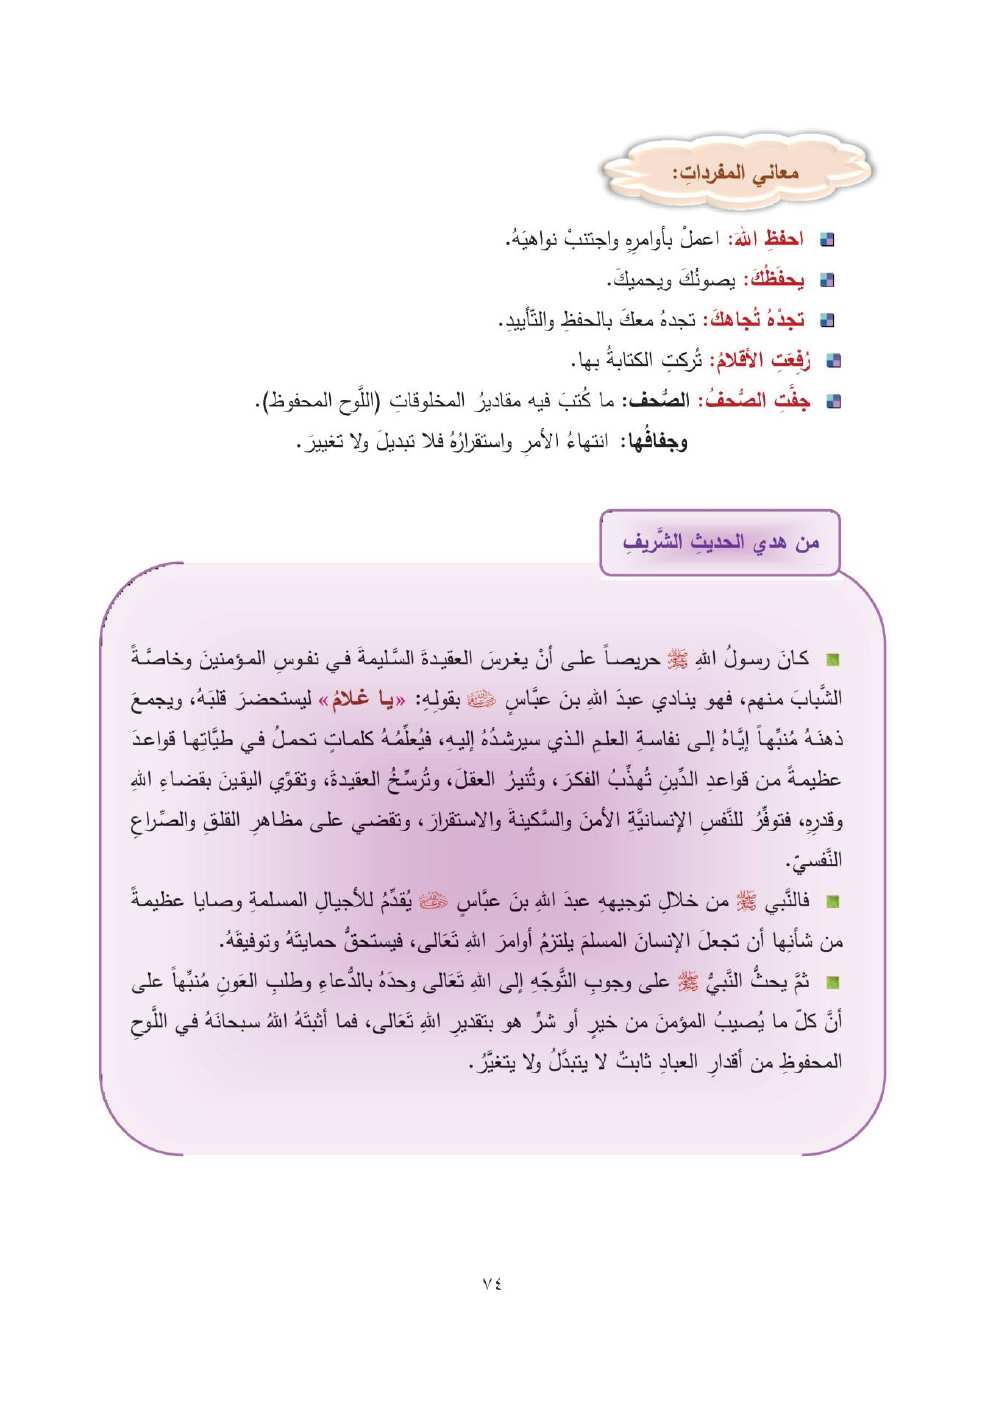 معاني المفرداتِ:
احفظِ اللهَ: اعملْ بأوامرِهِ واجتنبْ نواهيَهُ.
يحفَظُكَ: يصونُكَ ويحميكَ.
تجدْهُ تُجاهكَ: تجدهُ معكَ بالحفظِ والتّأييدِ.
رُفِعَتِ الأقلامُ: تُركتِ الكتابةُ بها.
جفَّتِ الصُّحفُ: الصُّحف: ما كُتبَ فيه مقاديرُ المخلوقاتِ (اللَّوح المحفوظ).
وجفافُها: انتهاءُ الأمرِ واستقرارُهُ فلا تبديلَ ولا تغييرَ.
من هدي الحديثِ الشَّريفِ
كانَ رسولُ اللهِ ﷺ حريصاً على أنْ يغرسَ العقيدةَ السَّليمةَ في نفوسِ المؤمنينَ وخاصَّةً
الشَّبابَ منهم، فهو ينادي عبدَ اللهِ بنَ عبَّاسٍ بقولِهِ: «يا غلامُ» ليستحضرَ قلبَهُ، ويجمعَ
ذهنَهُ مُنبِّهاً إيَّاهُ إلى نفاسةِ العلمِ الذي سيرشدُهُ إليهِ، فيُعلِّمُهُ كلماتٍ تحملُ في طيَّاتِها قواعدَ
عظيمةً من قواعدِ الدِّينِ تُهذِّبُ الفكرَ، وتُنيرُ العقلَ، وتُرسِّخُ العقيدةَ، وتقوِّي اليقينَ بقضاءِ اللهِ
وقدرِهِ، فتوفِّرُ للنَّفسِ الإنسانيَّةِ الأمنَ والسَّكينةَ والاستقرارَ، وتقضي على مظاهرِ القلقِ والصِّراعِ
النَّفسيّ.
فالنَّبي ﷺ من خلالِ توجيههِ عبدَ اللهِ بنَ عبَّاسٍ يُقدِّمُ للأجيالِ المسلمةِ وصايا عظيمةً
من شأنِها أن تجعلَ الإنسانَ المسلمَ يلتزمُ أوامرَ اللهِ تَعَالى، فيستحقُّ حمايتَهُ وتوفيقَهُ.
ثمَّ يحثُّ النَّبيُّ ﷺ على وجوبِ التَّوجّهِ إلى اللهِ تَعَالى وحدَهُ بالدُّعاءِ وطلبِ العَونِ مُنبِّهاً على
أنَّ كلّ ما يُصيبُ المؤمنَ من خيرٍ أو شرٍّ هو بتقديرِ اللهِ تَعَالى، فما أثبتَهُ اللهُ سبحانَهُ في اللَّوحِ
المحفوظِ من أقدارِ العبادِ ثابتٌ لا يتبدَّلُ ولا يتغيَّرُ.
٧٤